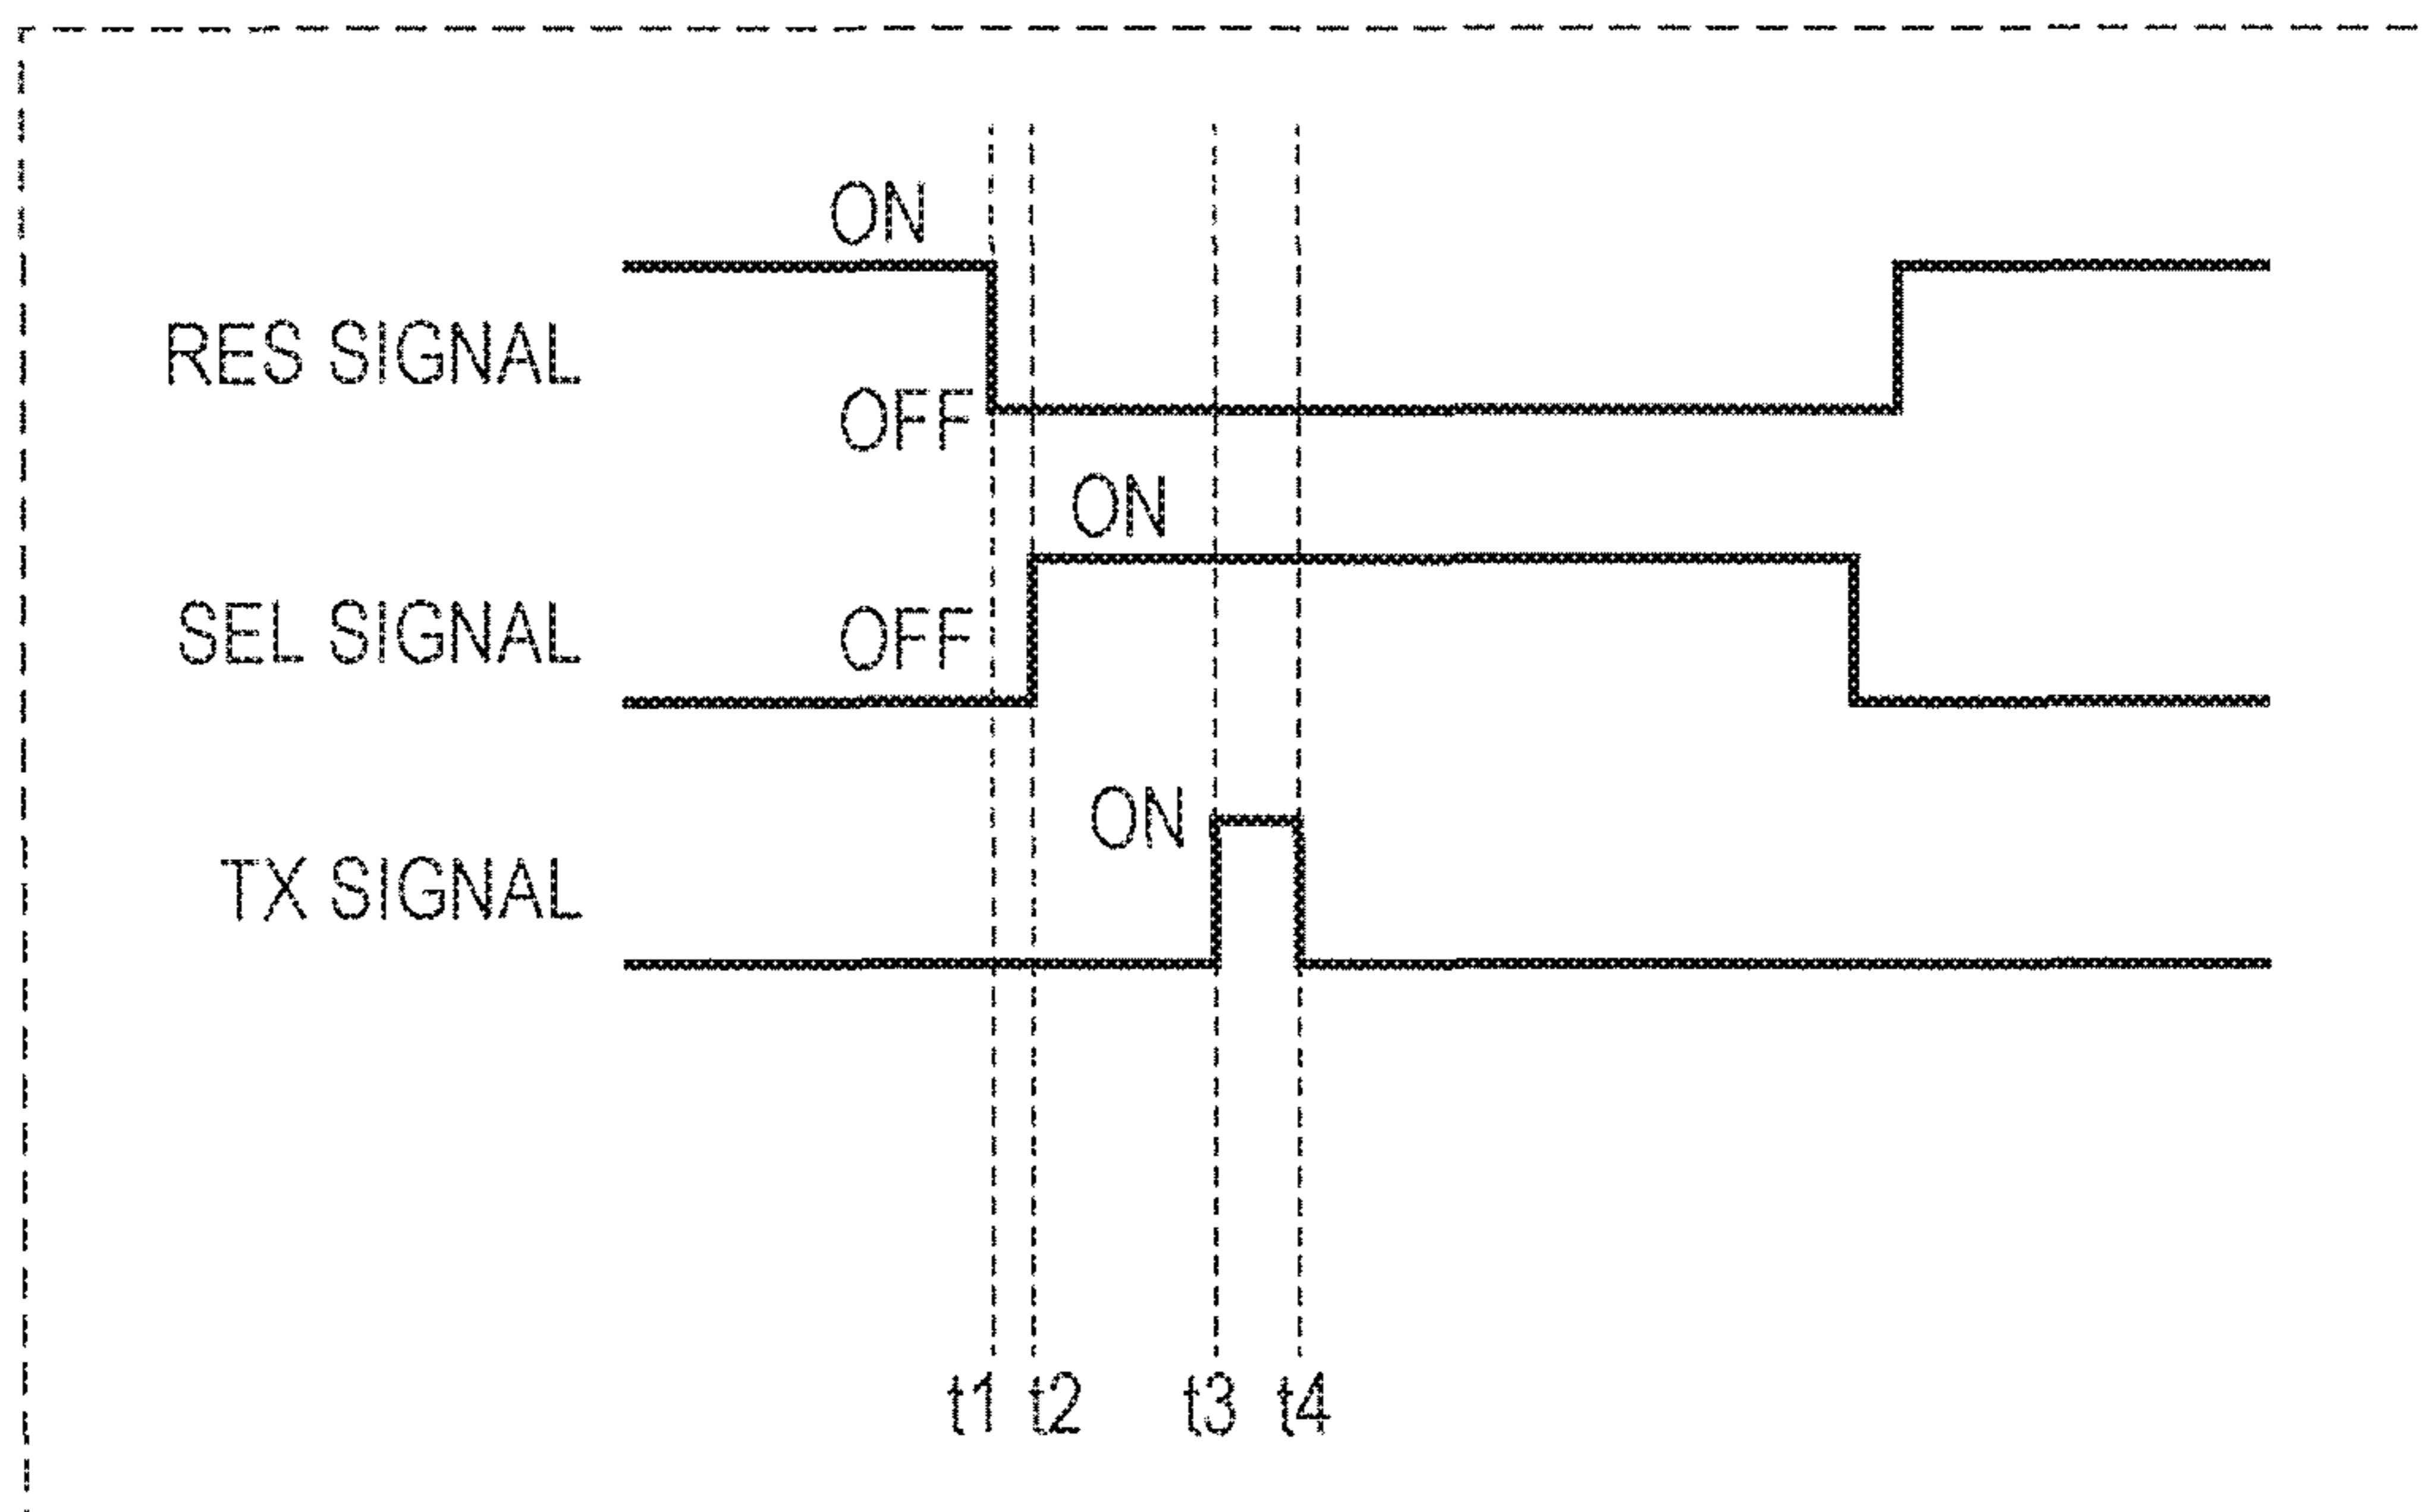 ON
RES SIGNAL
OFF
ON
SEL SIGNAL OFF
ON
TX SIGNAL
t1 t2 t3 t4